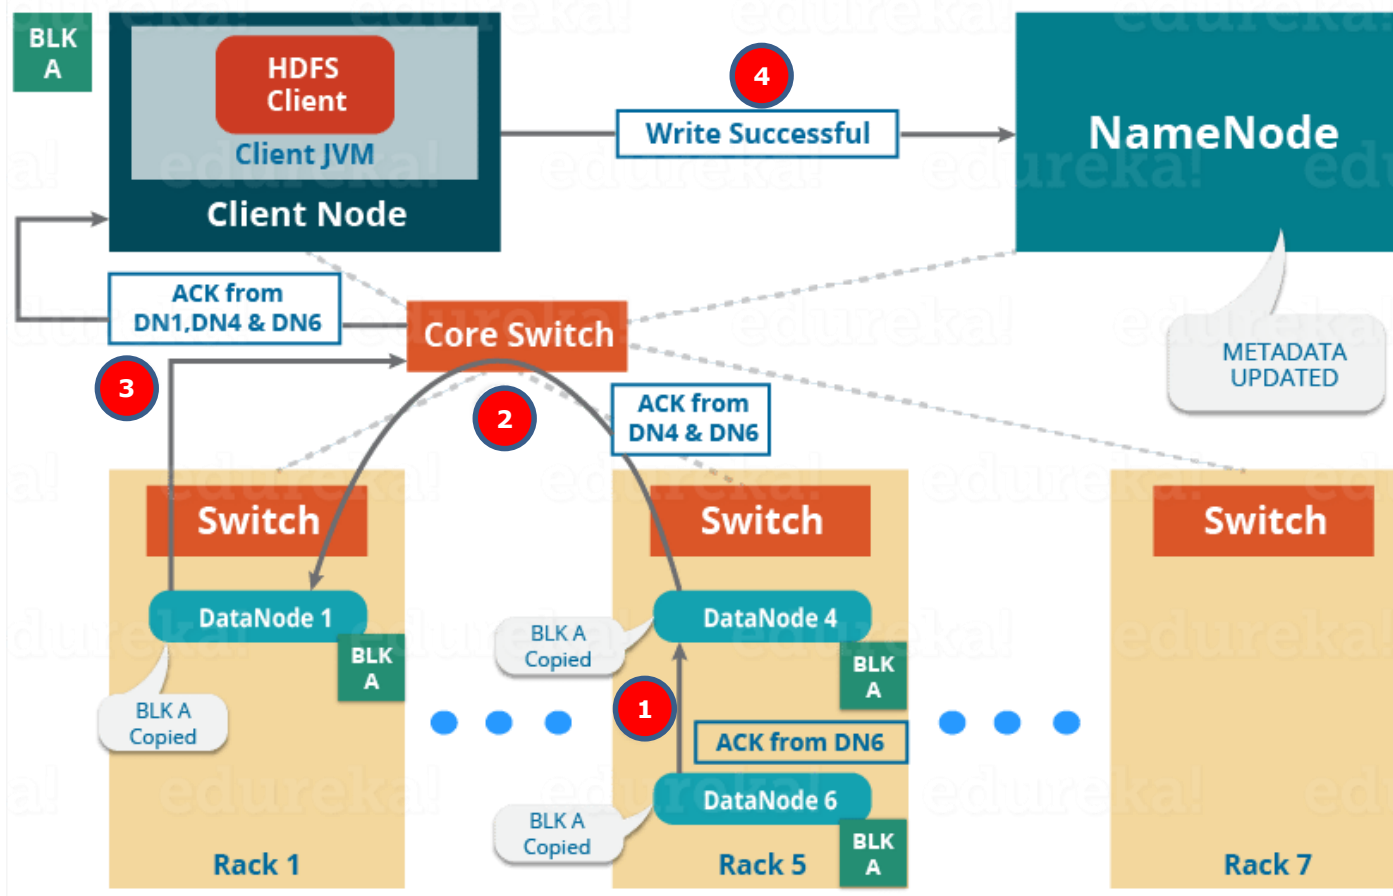 BLK
A
HDFS
Client
Client JVM
Client Node
4
Write Successful
NameNode
ACK from
DN1,DN4 & DN6
Core Switch
METADATA
UPDATED
3
2
ACK from
DN4 & DN6
Switch
Switch
Switch
DataNode 1
BLK
A
BLK A
Copied
DataNode 4
BLK A
Copied
BLK
A
1
ACK from DN6
DataNode 6
BLK A
Copied
BLK
A
Rack 1
Rack 5
Rack 7
edureka!